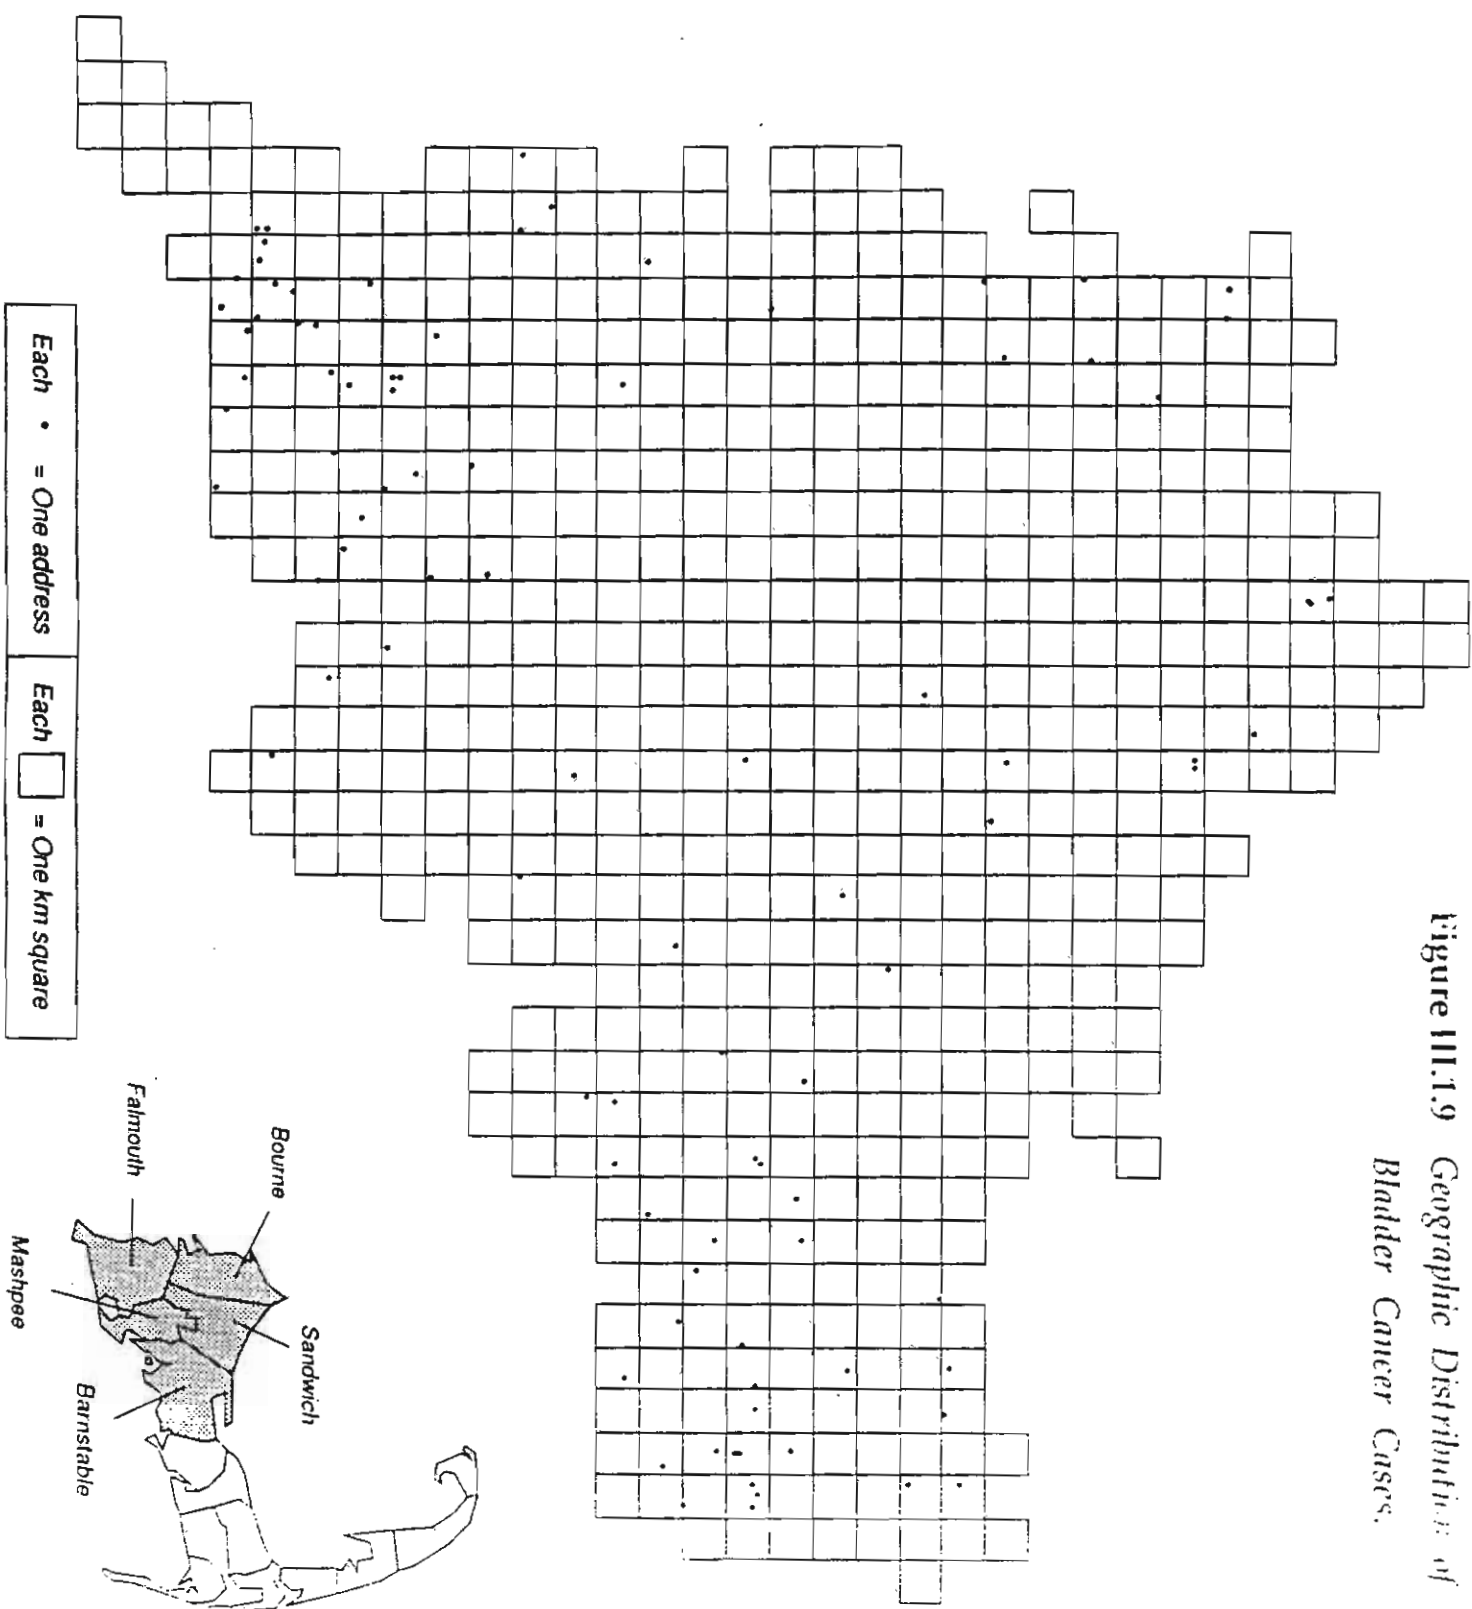 Figure III.1.9 Geographic Distribution of
Bladder Cancer Cases.
Each • = One address
Each □ = One km square
Bourne
Falmouth
Sandwich
Mashpee
Barnstable